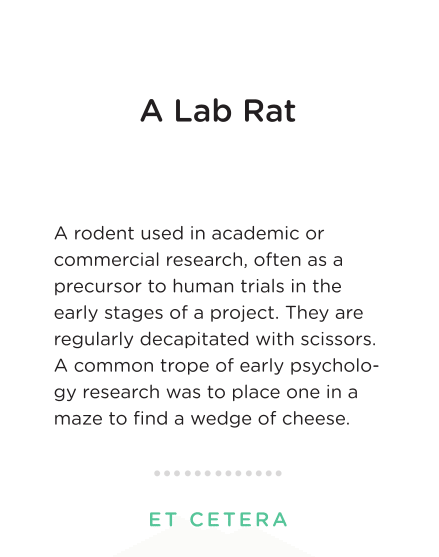 A Lab Rat
A rodent used in academic or
commercial research, often as a
precursor to human trials in the
early stages of a project. They are
regularly decapitated with scissors.
A common trope of early psycholo-
gy research was to place one in a
maze to find a wedge of cheese.
ET CETERA